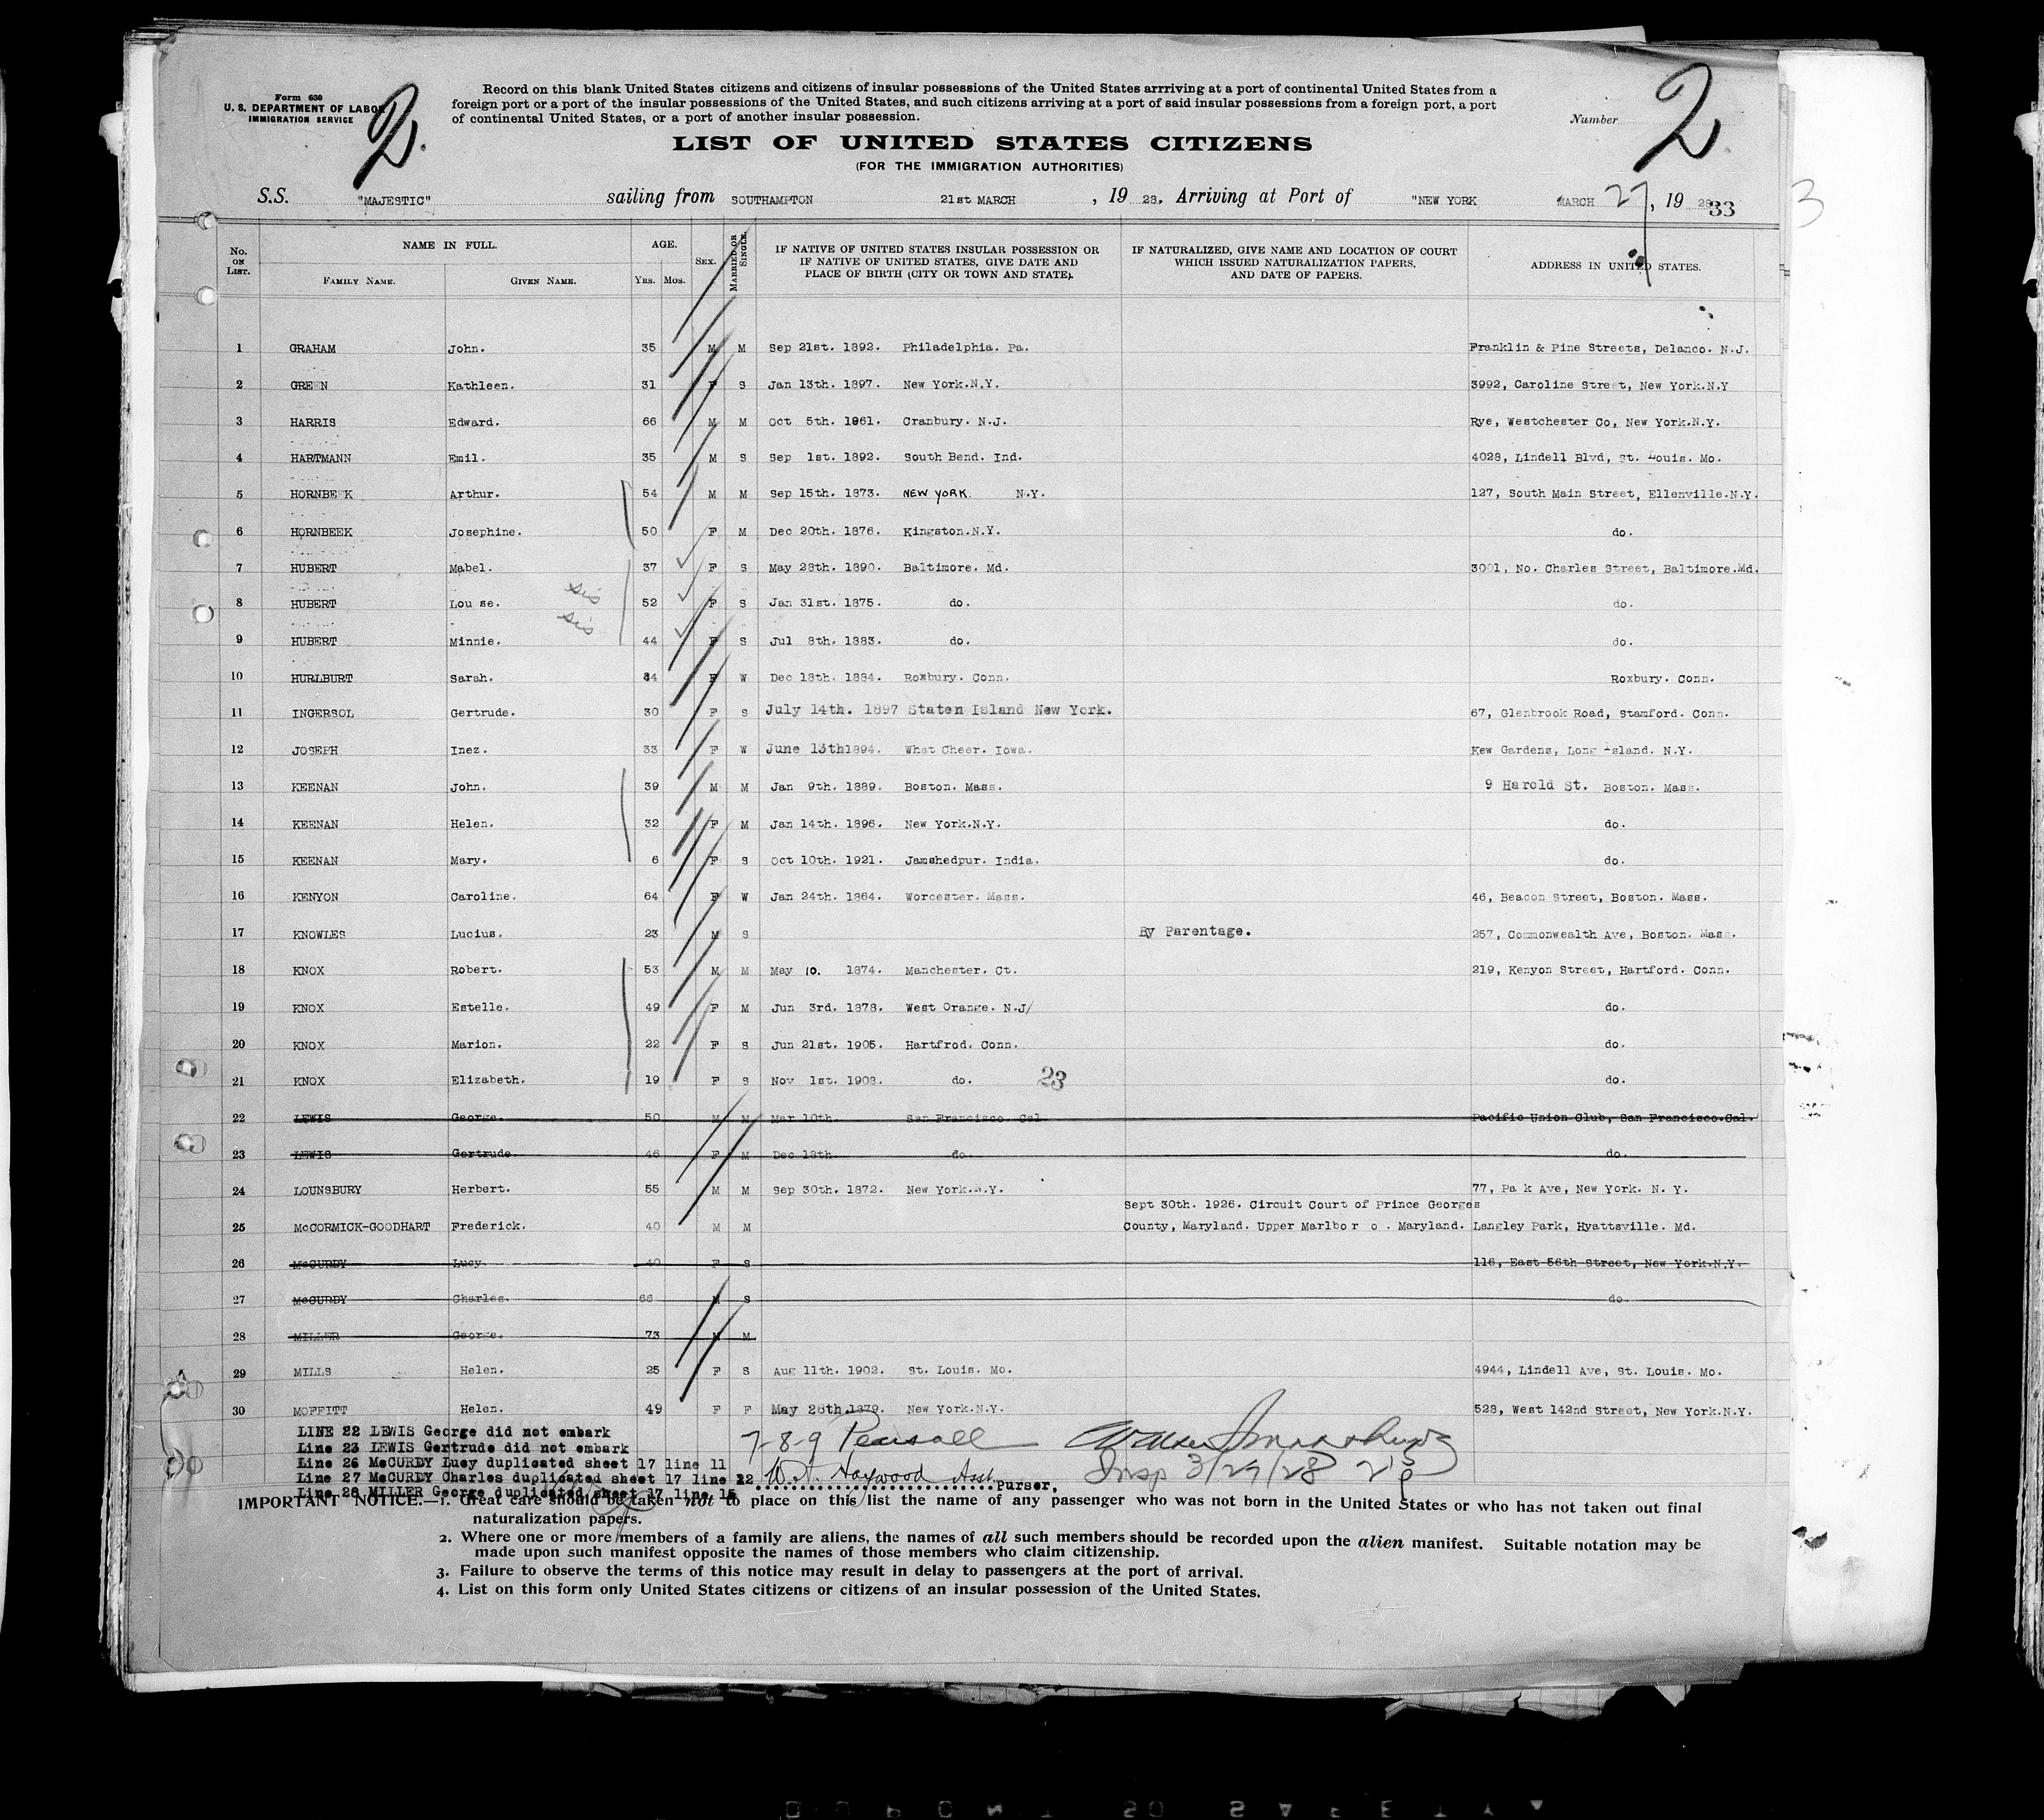 Form 630
U. S. DEPARTMENT OF LABOR
IMMIGRATION SERVICE
2.
Record on this blank United States citizens and citizens of insular possessions of the United States arrriving at a port of continental United States from a
foreign port or a port of the insular possessions of the United States, and such citizens arriving at a port of said insular possessions from a foreign port, a port
of continental United States, or a port of another insular possession.
Number
2
LIST OF UNITED STATES CITIZENS
(FOR THE IMMIGRATION AUTHORITIES)
S.S. "MAJESTIC" sailing from SOUTHAMPTON 21st MARCH , 19 28. Arriving at Port of "NEW YORK MARCH 27, 19 28 33
3
No. ON LIST. NAME IN FULL. AGE. SEX. MARRIED OR SINGLE. IF NATIVE OF UNITED STATES INSULAR POSSESSION OR IF NATIVE OF UNITED STATES, GIVE DATE AND PLACE OF BIRTH (CITY OR TOWN AND STATE). IF NATURALIZED, GIVE NAME AND LOCATION OF COURT WHICH ISSUED NATURALIZATION PAPERS, AND DATE OF PAPERS. ADDRESS IN UNITED STATES.
FAMILY NAME. GIVEN NAME. YRS. MOS.
1 GRAHAM John. 35 M M Sep 21st. 1892. Philadelphia. Pa. Franklin & Pine Streets, Delanco. N.J.
2 GREEN Kathleen. 31 F S Jan 13th. 1897. New York.N.Y. 3992, Caroline Street, New York.N.Y
3 HARRIS Edward. 66 M M Oct 5th. 1961. Cranbury. N.J. Rye, Westchester Co, New York.N.Y.
4 HARTMANN Emil. 35 M S Sep 1st. 1892. South Bend. Ind. 4028, Lindell Blvd, St. Louis. Mo.
5 HORNBEEK Arthur. 54 M M Sep 15th. 1873. NEW YORK N.Y. 127, South Main Street, Ellenville.N.Y.
6 HORNBEEK Josephine. 50 F M Dec 20th. 1876. Kingston.N.Y. do.
7 HUBERT Mabel. 37 F S May 28th. 1890. Baltimore. Md. 3001, No. Charles Street, Baltimore.Md.
8 HUBERT Lou se. sis 52 F S Jan 31st. 1875. do. do.
9 HUBERT Minnie. sis 44 F S Jul 8th. 1883. do. do.
10 HURLBURT Sarah. 34 F W Dec 18th. 1884. Roxbury. Conn. Roxbury. Conn.
11 INGERSOL Gertrude. 30 F S July 14th. 1897 Staten Island New York. 67, Glenbrook Road, Stamford. Conn.
12 JOSEPH Inez. 33 F W June 13th1894. What Cheer. Iowa. Kew Gardens, Long Island. N.Y.
13 KEENAN John. 39 M M Jan 9th. 1889. Boston. Mass. 9 Harold St. Boston. Mass.
14 KEENAN Helen. 32 F M Jan 14th. 1896. New York.N.Y. do.
15 KEENAN Mary. 6 F S Oct 10th. 1921. Jamshedpur. India. do.
16 KENYON Caroline. 64 F W Jan 24th. 1864. Worcester. Mass. 46, Beacon Street, Boston. Mass.
17 KNOWLES Lucius. 23 M S By Parentage. 257, Commonwealth Ave, Boston. Mass.
18 KNOX Robert. 53 M M May 10. 1874. Manchester. Ct. 219, Kenyon Street, Hartford. Conn.
19 KNOX Estelle. 49 F M Jun 3rd. 1878. West Orange. N.J/ do.
20 KNOX Marion. 22 F S Jun 21st. 1905. Hartfrod. Conn. do.
21 KNOX Elizabeth. 19 F S Nov 1st. 1908. do. 23 do.
22 LEWIS George. 50 M M Mar 10th. San Francisco. Cal Pacific Union Club, San Francisco.Cal.
23 LEWIS Gertrude. 46 F M Dec 18th do. do.
24 LOUNSBURY Herbert. 55 M M Sep 30th. 1872. New York.N.Y. 77, Pa k Ave, New York. N. Y.
Sept 30th. 1926. Circuit Court of Prince Georges
25 McCORMICK-GOODHART Frederick. 40 M M County, Maryland. Upper Marlbo r o . Maryland. Langley Park, Hyattsville. Md.
26 McCURDY Lucy. 40 F S 116, East 56th Street, New York.N.Y.
27 McCURDY Charles. 66 M S do.
28 MILLER George. 73 M M
29 MILLS Helen. 25 F S Aug 11th. 1902. St. Louis. Mo. 4944, Lindell Ave, St. Louis. Mo.
30 MOFFITT Helen. 49 F F May 28th.1879. New York.N.Y. 528, West 142nd Street, New York.N.Y.
LINE 22 LEWIS George did not embark
Line 23 LEWIS Gertrude did not embark
Line 26 McCURDY Lucy duplicated sheet 17 line 11
Line 27 McCURDY Charles duplicated sheet 17 line 12
Line 28 MILLER George duplicated sheet 17 line 15
7-8-9 Pearsall
Insp 3/27/28
W. H. Haywood Asst. Purser,
IMPORTANT NOTICE.—1. Great care should be taken not to place on this list the name of any passenger who was not born in the United States or who has not taken out final
naturalization papers.
2. Where one or more members of a family are aliens, the names of all such members should be recorded upon the alien manifest. Suitable notation may be
made upon such manifest opposite the names of those members who claim citizenship.
3. Failure to observe the terms of this notice may result in delay to passengers at the port of arrival.
4. List on this form only United States citizens or citizens of an insular possession of the United States.